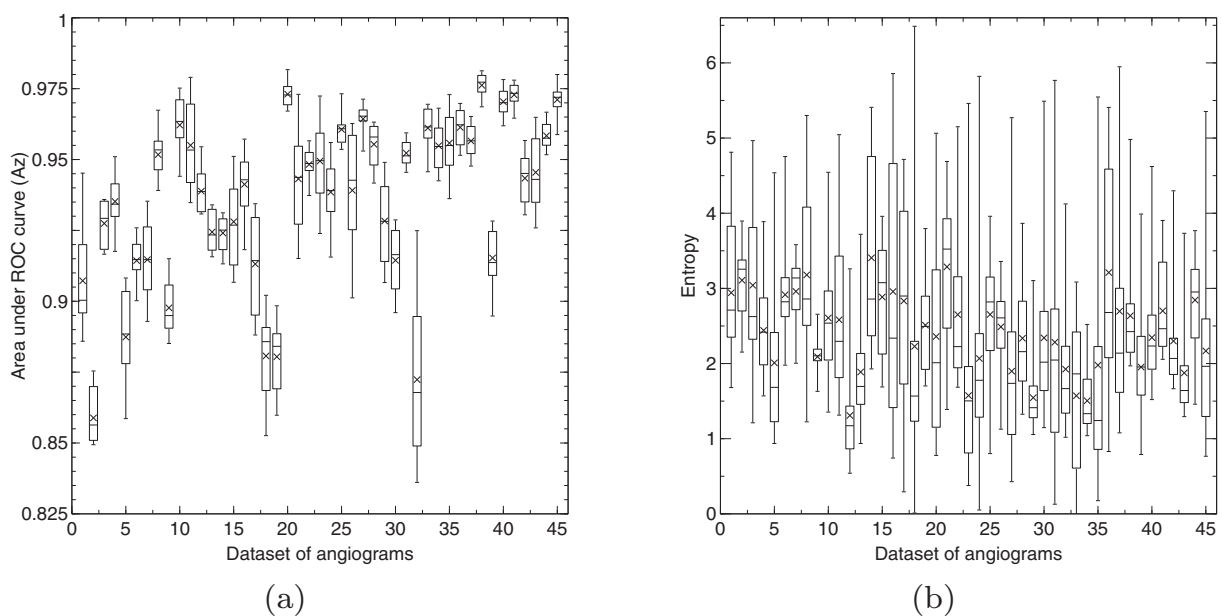 1
0.975
0.95
0.9
0.85
0.825
Area under ROC curve (Az)
0 5 10 15 20 25 30 35 40 45
Dataset of angiograms
(a)
6
5
4
3
2
1
0
Entropy
0 5 10 15 20 25 30 35 40 45
Dataset of angiograms
(b)